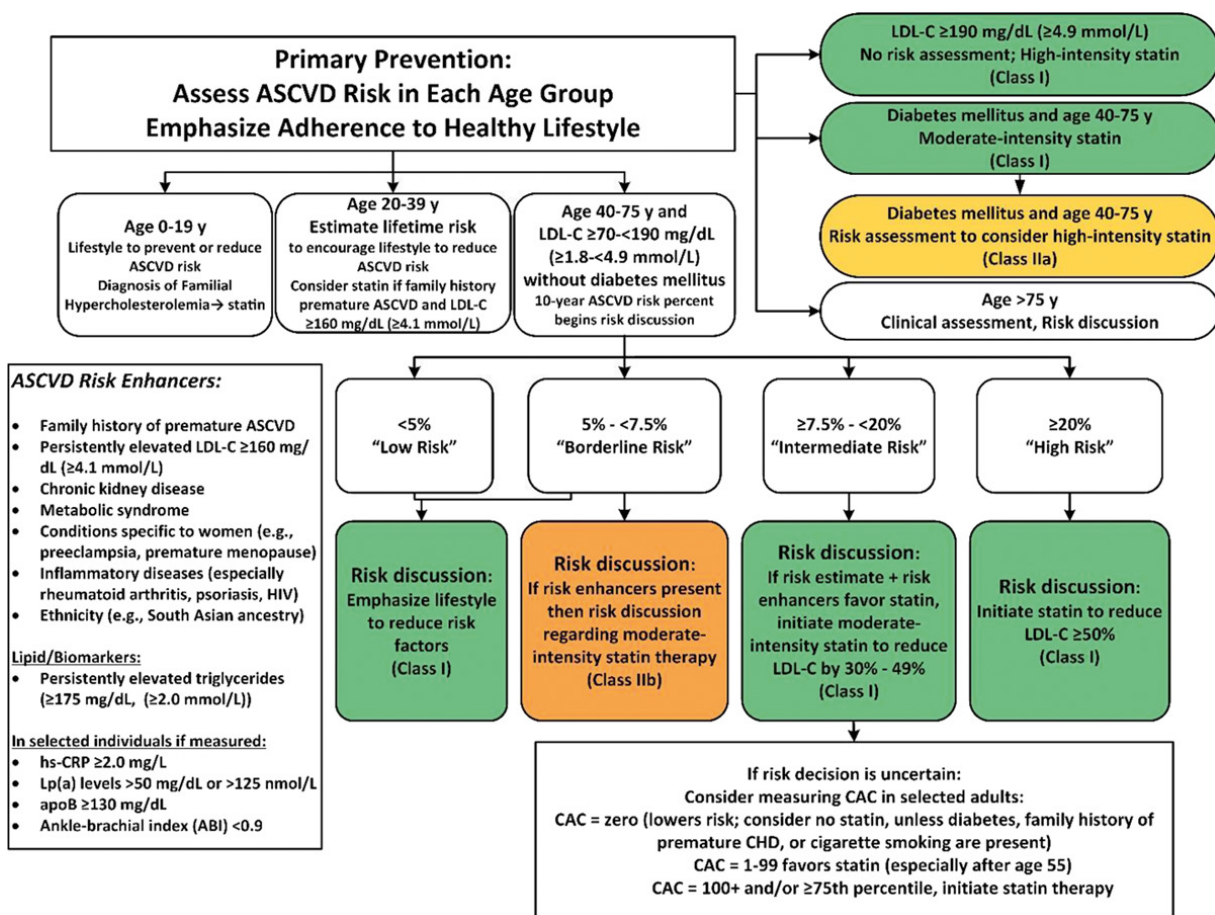 Primary Prevention:
Assess ASCVD Risk in Each Age Group
Emphasize Adherence to Healthy Lifestyle
LDL-C ≥190 mg/dL (≥4.9 mmol/L)
No risk assessment; High-intensity statin
(Class I)
Diabetes mellitus and age 40-75 y
Moderate-intensity statin
(Class I)
Diabetes mellitus and age 40-75 y
Risk assessment to consider high-intensity statin
(Class IIa)
Age >75 y
Clinical assessment, Risk discussion
Age 0-19 y
Lifestyle to prevent or reduce
ASCVD risk
Diagnosis of Familial
Hypercholesterolemia→ statin
Age 20-39 y
Estimate lifetime risk
to encourage lifestyle to reduce
ASCVD risk
Consider statin if family history
premature ASCVD and LDL-C
≥160 mg/dL (≥4.1 mmol/L)
Age 40-75 y and
LDL-C ≥70-<190 mg/dL
(≥1.8-<4.9 mmol/L)
without diabetes mellitus
10-year ASCVD risk percent
begins risk discussion
ASCVD Risk Enhancers:
• Family history of premature ASCVD
• Persistently elevated LDL-C ≥160 mg/
dL (≥4.1 mmol/L)
• Chronic kidney disease
• Metabolic syndrome
• Conditions specific to women (e.g.,
preeclampsia, premature menopause)
• Inflammatory diseases (especially
rheumatoid arthritis, psoriasis, HIV)
• Ethnicity (e.g., South Asian ancestry)
Lipid/Biomarkers:
• Persistently elevated triglycerides
(≥175 mg/dL, (≥2.0 mmol/L))
In selected individuals if measured:
• hs-CRP ≥2.0 mg/L
• Lp(a) levels >50 mg/dL or >125 nmol/L
• apoB ≥130 mg/dL
• Ankle-brachial index (ABI) <0.9
<5%
“Low Risk”
5% - <7.5%
“Borderline Risk”
≥7.5% - <20%
“Intermediate Risk”
≥20%
“High Risk”
Risk discussion:
Emphasize lifestyle
to reduce risk
factors
(Class I)
Risk discussion:
If risk enhancers present
then risk discussion
regarding moderate-
intensity statin therapy
(Class IIb)
Risk discussion:
If risk estimate + risk
enhancers favor statin,
initiate moderate-
intensity statin to reduce
LDL-C by 30% - 49%
(Class I)
Risk discussion:
Initiate statin to reduce
LDL-C ≥50%
(Class I)
If risk decision is uncertain:
Consider measuring CAC in selected adults:
CAC = zero (lowers risk; consider no statin, unless diabetes, family history of
premature CHD, or cigarette smoking are present)
CAC = 1-99 favors statin (especially after age 55)
CAC = 100+ and/or ≥75th percentile, initiate statin therapy